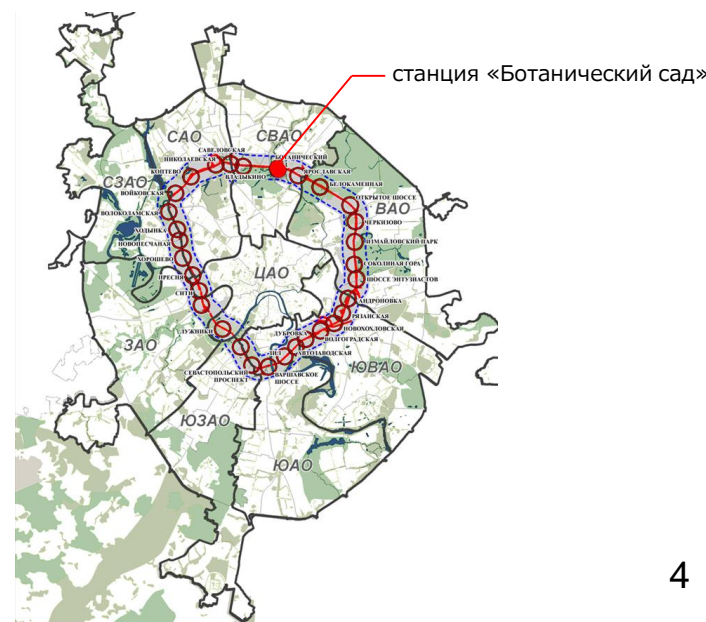 станция «Ботанический сад»
САО
СВАО
САВЕЛОВСКАЯ
НИКОЛАЕВСКАЯ
БОТАНИЧЕСКИЙ
КОПТЕВО
ВЛАДЫКИНО
ЯРОСЛАВСКАЯ
СЗАО
БЕЛОКАМЕННАЯ
ВОЙКОВСКАЯ
ОТКРЫТОЕ ШОССЕ
ВАО
ВОЛОКОЛАМСКАЯ
ЧЕРКИЗОВО
ХОДЫНКА
НОВОПЕСЧАНАЯ
ИЗМАЙЛОВСКИЙ ПАРК
ХОРОШЕВО
СОКОЛИНАЯ ГОРА
ЦАО
ПРЕСНЯ
ШОССЕ ЭНТУЗИАСТОВ
СИТИ
АНДРОНОВКА
РЯЗАНСКАЯ
ЛУЖНИКИ
ДУБРОВКА
НОВОХОХЛОВСКАЯ
ВОЛГОГРАДСКАЯ
ЗАО
ЗИЛ
АВТОЗАВОДСКАЯ
СЕВАСТОПОЛЬСКИЙ
ПРОСПЕКТ
ВАРШАВСКОЕ
ШОССЕ
ЮВАО
ЮЗАО
ЮАО
4